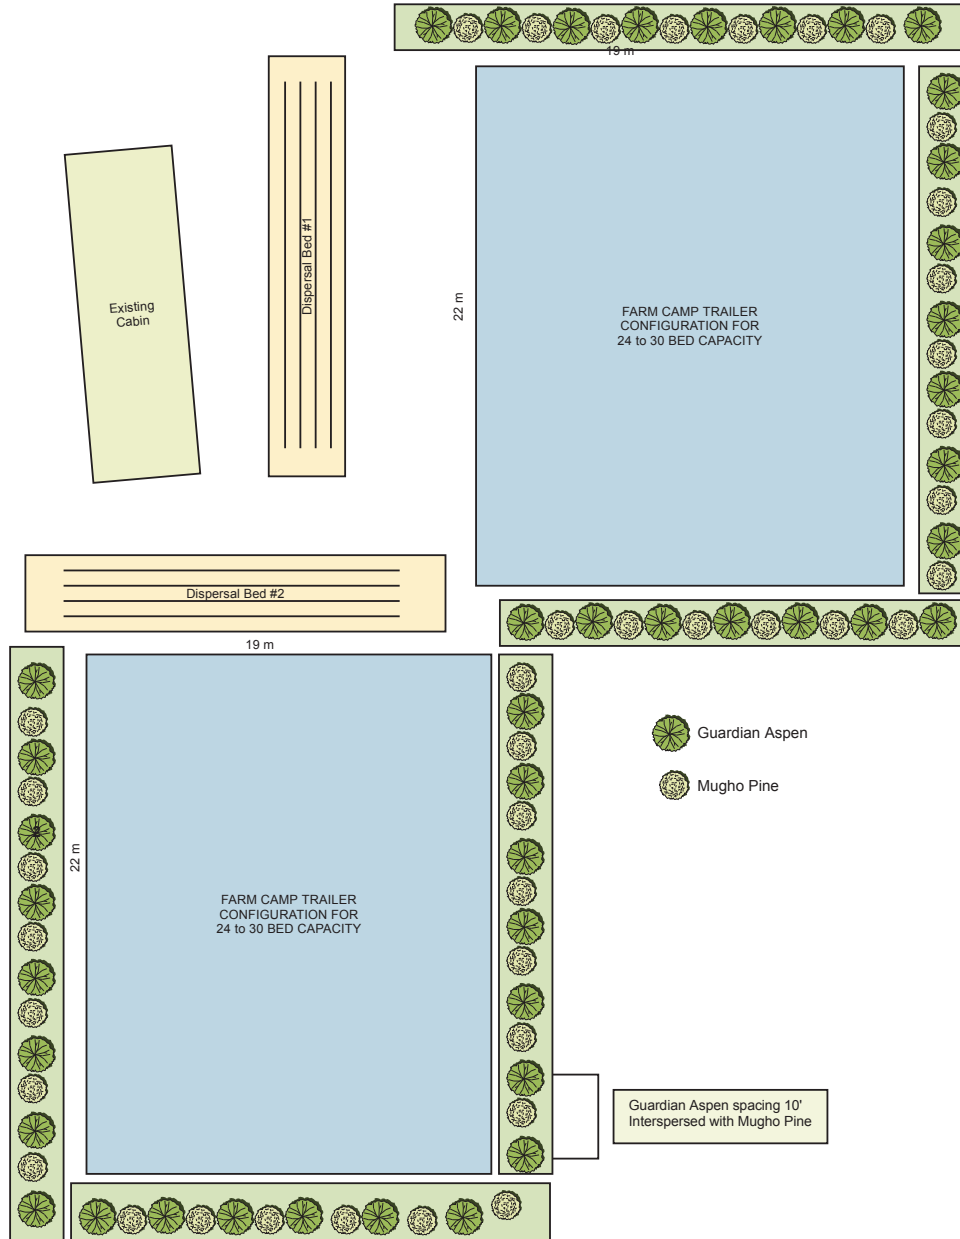 19 m
Dispersal Bed #1
Existing
Cabin
22 m
FARM CAMP TRAILER
CONFIGURATION FOR
24 to 30 BED CAPACITY
Dispersal Bed #2
19 m
Guardian Aspen
Mugho Pine
22 m
FARM CAMP TRAILER
CONFIGURATION FOR
24 to 30 BED CAPACITY
Guardian Aspen spacing 10'
Interspersed with Mugho Pine